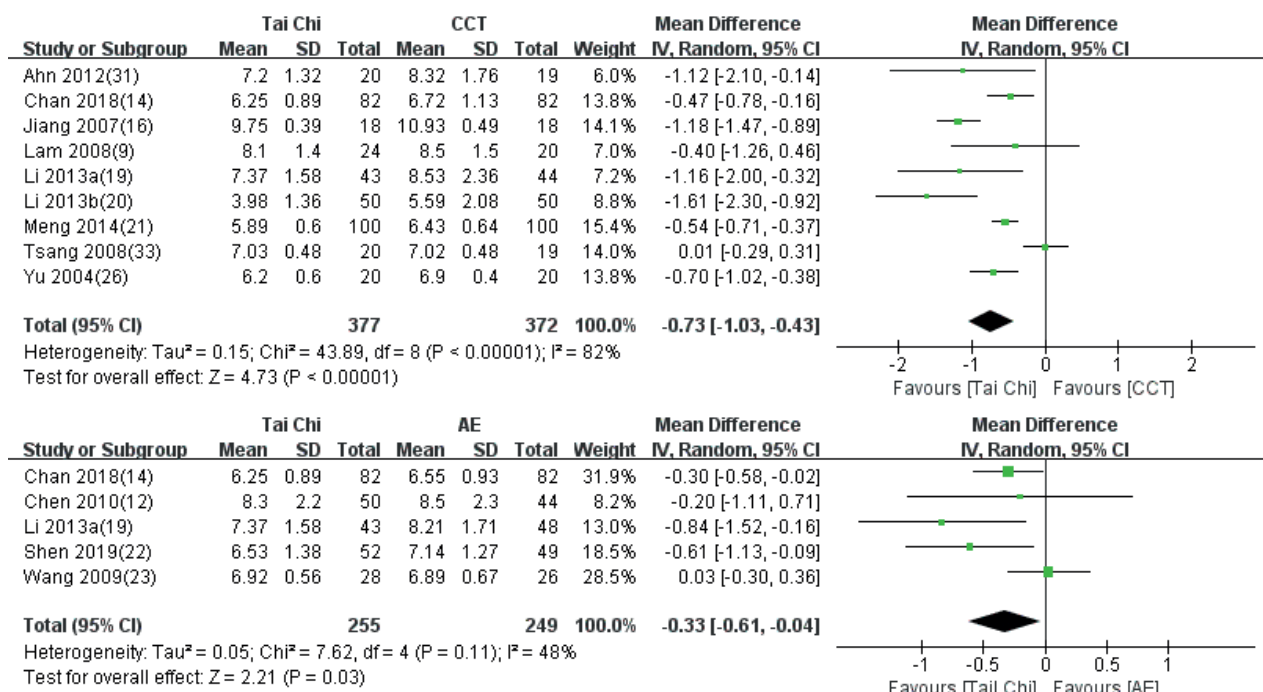 Tai Chi CCT Mean Difference Mean Difference
Study or Subgroup Mean SD Total Mean SD Total Weight IV, Random, 95% CI IV, Random, 95% CI
Ahn 2012(31) 7.2 1.32 20 8.32 1.76 19 6.0% -1.12 [-2.10, -0.14]
Chan 2018(14) 6.25 0.89 82 6.72 1.13 82 13.8% -0.47 [-0.78, -0.16]
Jiang 2007(16) 9.75 0.39 18 10.93 0.49 18 14.1% -1.18 [-1.47, -0.89]
Lam 2008(9) 8.1 1.4 24 8.5 1.5 20 7.0% -0.40 [-1.26, 0.46]
Li 2013a(19) 7.37 1.58 43 8.53 2.36 44 7.2% -1.16 [-2.00, -0.32]
Li 2013b(20) 3.98 1.36 50 5.59 2.08 50 8.8% -1.61 [-2.30, -0.92]
Meng 2014(21) 5.89 0.6 100 6.43 0.64 100 15.4% -0.54 [-0.71, -0.37]
Tsang 2008(33) 7.03 0.48 20 7.02 0.48 19 14.0% 0.01 [-0.29, 0.31]
Yu 2004(26) 6.2 0.6 20 6.9 0.4 20 13.8% -0.70 [-1.02, -0.38]
Total (95% CI) 377 372 100.0% -0.73 [-1.03, -0.43]
Heterogeneity: Tau² = 0.15; Chi² = 43.89, df = 8 (P < 0.00001); I² = 82%
Test for overall effect: Z = 4.73 (P < 0.00001)
-2 -1 0 1 2
Favours [Tai Chi] Favours [CCT]
Tai Chi AE Mean Difference Mean Difference
Study or Subgroup Mean SD Total Mean SD Total Weight IV, Random, 95% CI IV, Random, 95% CI
Chan 2018(14) 6.25 0.89 82 6.55 0.93 82 31.9% -0.30 [-0.58, -0.02]
Chen 2010(12) 8.3 2.2 50 8.5 2.3 44 8.2% -0.20 [-1.11, 0.71]
Li 2013a(19) 7.37 1.58 43 8.21 1.71 48 13.0% -0.84 [-1.52, -0.16]
Shen 2019(22) 6.53 1.38 52 7.14 1.27 49 18.5% -0.61 [-1.13, -0.09]
Wang 2009(23) 6.92 0.56 28 6.89 0.67 26 28.5% 0.03 [-0.30, 0.36]
Total (95% CI) 255 249 100.0% -0.33 [-0.61, -0.04]
Heterogeneity: Tau² = 0.05; Chi² = 7.62, df = 4 (P = 0.11); I² = 48%
Test for overall effect: Z = 2.21 (P = 0.03)
-1 -0.5 0 0.5 1
Favours [Tail Chi] Favours [AE]